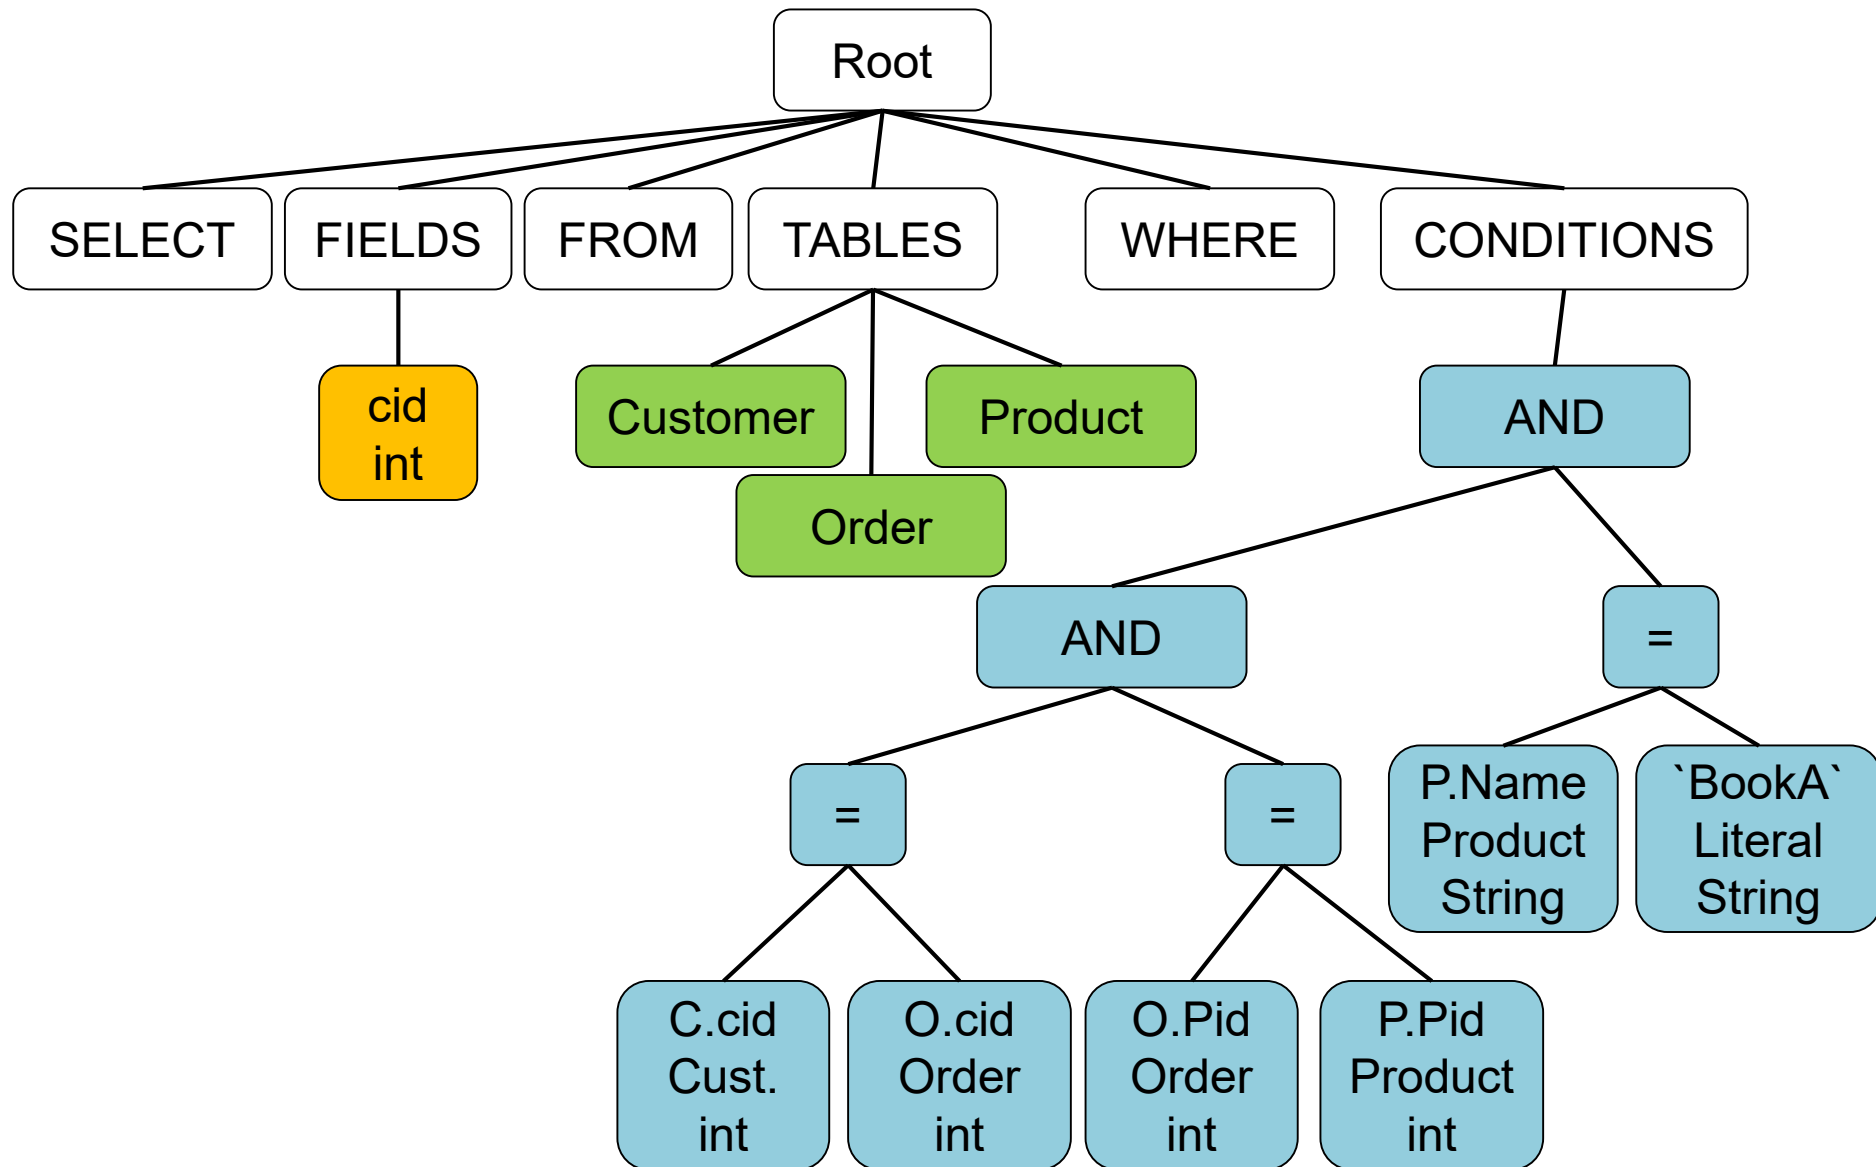 Root
SELECT
FIELDS
FROM
TABLES
WHERE
CONDITIONS
cid
int
Customer
Product
AND
Order
AND
=
=
=
P.Name
Product
String
`BookA`
Literal
String
C.cid
Cust.
int
O.cid
Order
int
O.Pid
Order
int
P.Pid
Product
int